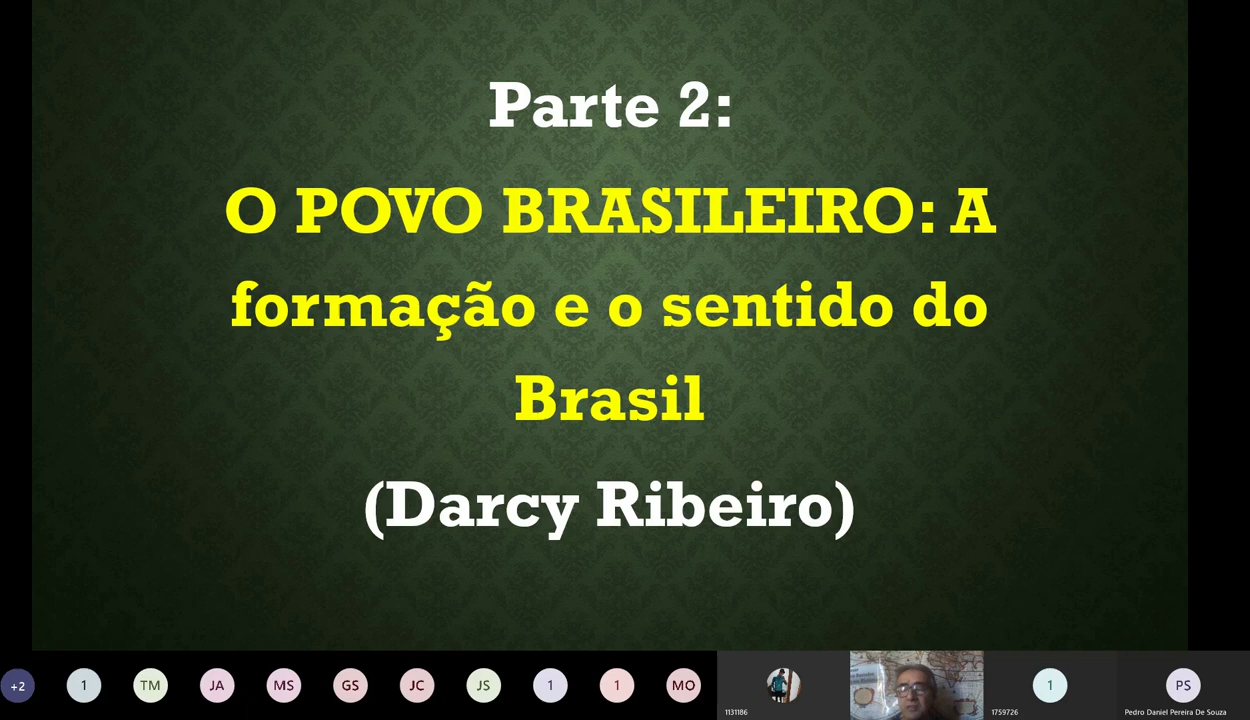 Parte 2:
O POVO BRASILEIRO: A
formação e o sentido do
Brasil
(Darcy Ribeiro)
+2
1
TM
JA
MS
GS
JC
JS
1
1
MO
1131186
1
1759726
PS
Pedro Daniel Pereira De Souza